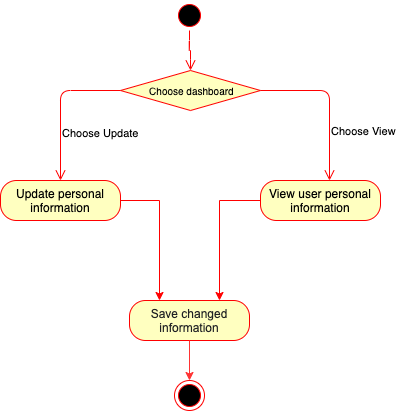 Choose dashboard
Choose Update
Choose View
Update personal
information
View user personal
information
Save changed
information